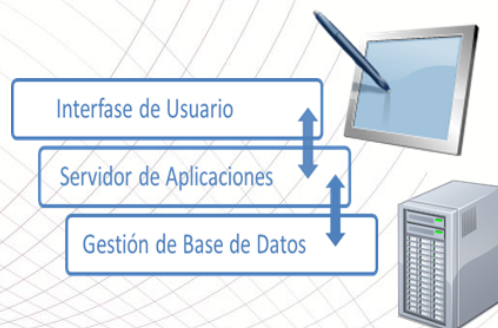 Interfase de Usuario
Servidor de Aplicaciones
Gestión de Base de Datos